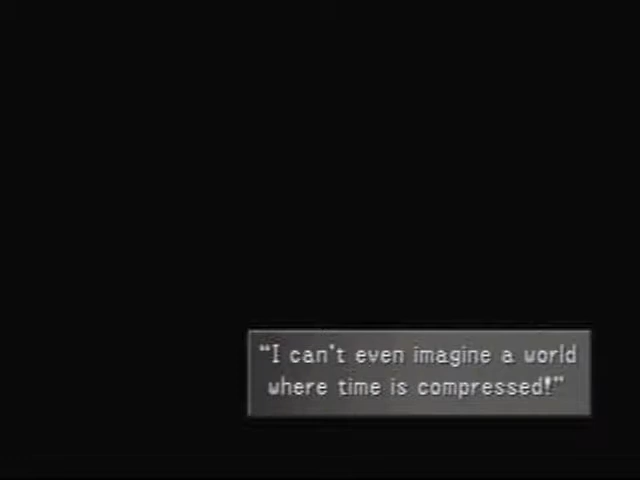 “I can't even imagine a world
where time is compressed!”